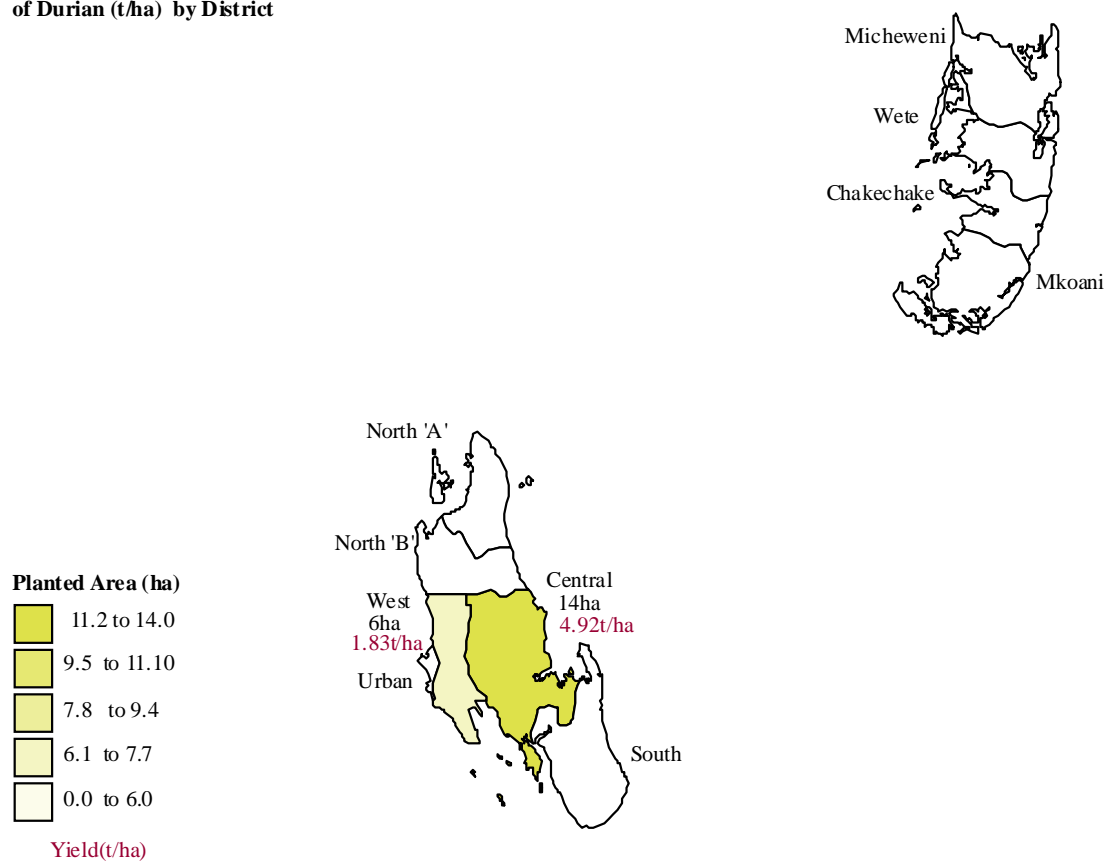 of Durian (t/ha) by District
Micheweni
Wete
Chakechake
Mkoani
North 'A'
North 'B'
Central
14ha
4.92t/ha
West
6ha
1.83t/ha
Urban
South
Planted Area (ha)
11.2 to 14.0
9.5 to 11.10
7.8 to 9.4
6.1 to 7.7
0.0 to 6.0
Yield(t/ha)